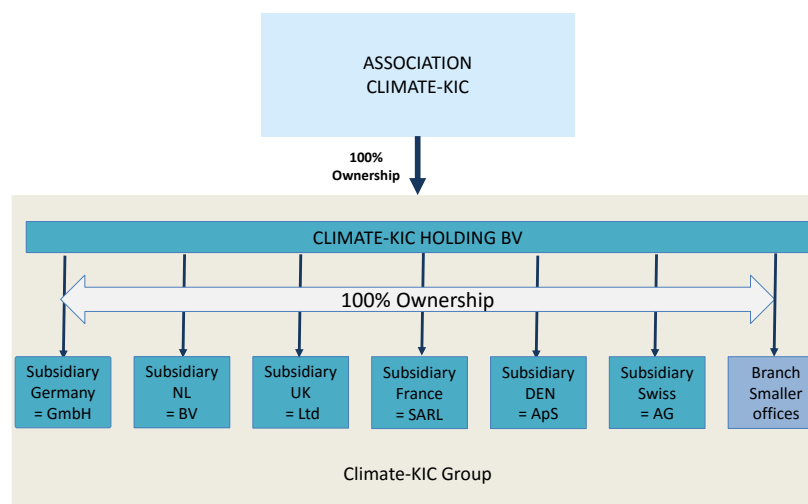 ASSOCIATION
CLIMATE-KIC
100%
Ownership
CLIMATE-KIC HOLDING BV
100% Ownership
Subsidiary
Germany
= GmbH
Subsidiary
NL
= BV
Subsidiary
UK
= Ltd
Subsidiary
France
= SARL
Subsidiary
DEN
= ApS
Subsidiary
Swiss
= AG
Branch
Smaller
offices
Climate-KIC Group